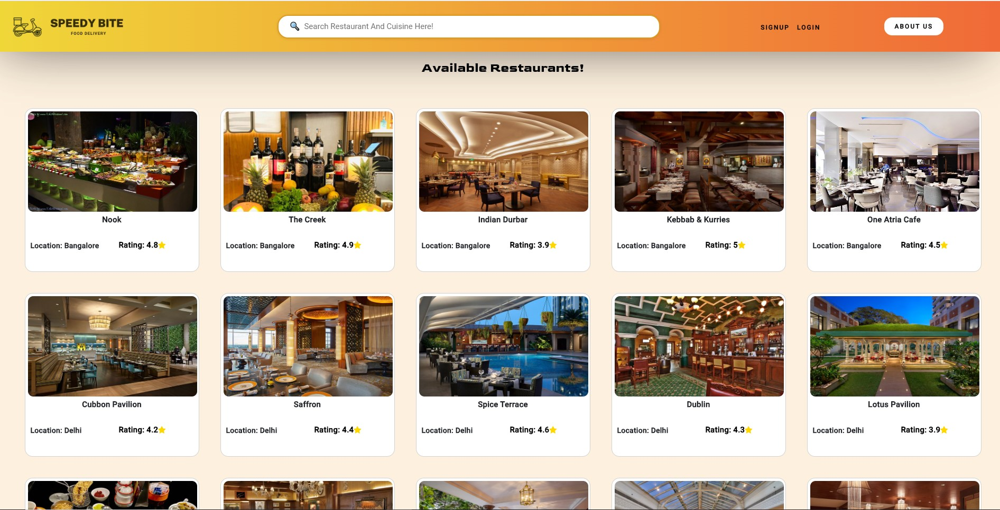 SPEEDY BITE
FOOD DELIVERY
Search Restaurant And Cuisine Here!
SIGNUP LOGIN
ABOUT US
Available Restaurants!
Nook
Location: Bangalore Rating: 4.8
The Creek
Location: Bangalore Rating: 4.9
Indian Durbar
Location: Bangalore Rating: 3.9
Kebbab & Kurries
Location: Bangalore Rating: 5
One Atria Cafe
Location: Bangalore Rating: 4.5
Cubbon Pavilion
Location: Delhi Rating: 4.2
Saffron
Location: Delhi Rating: 4.4
Spice Terrace
Location: Delhi Rating: 4.6
Dublin
Location: Delhi Rating: 4.3
Lotus Pavilion
Location: Delhi Rating: 3.9